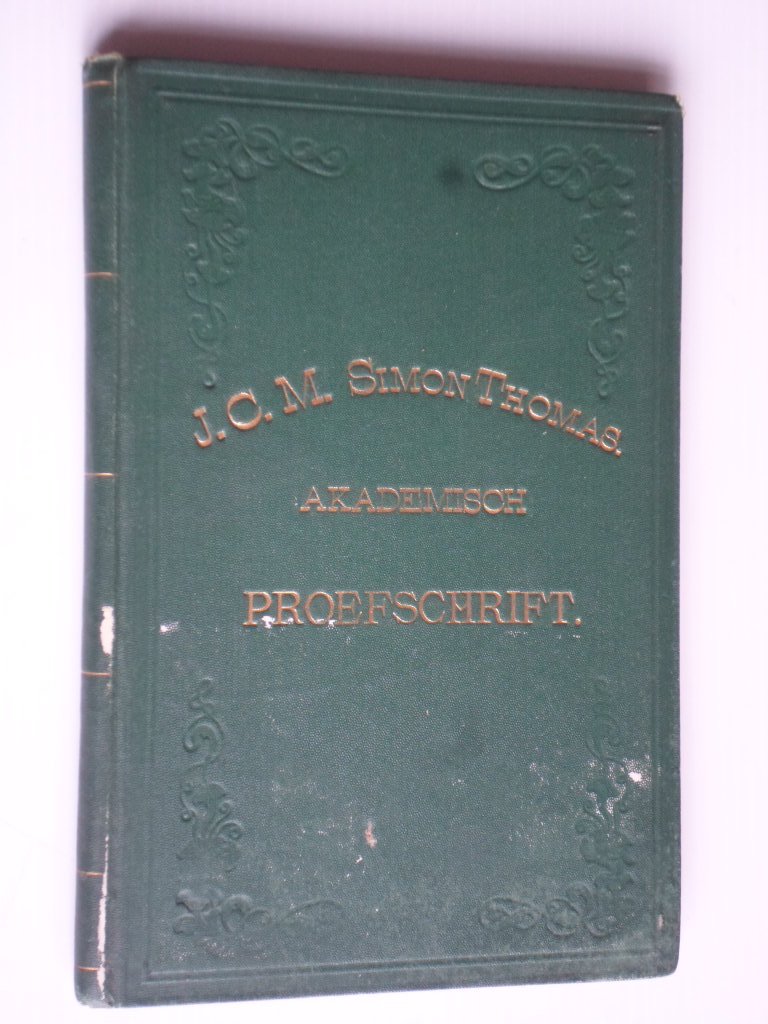 J. C. M. SIMON THOMAS.
AKADEMISCH
PROEFSCHRIFT.